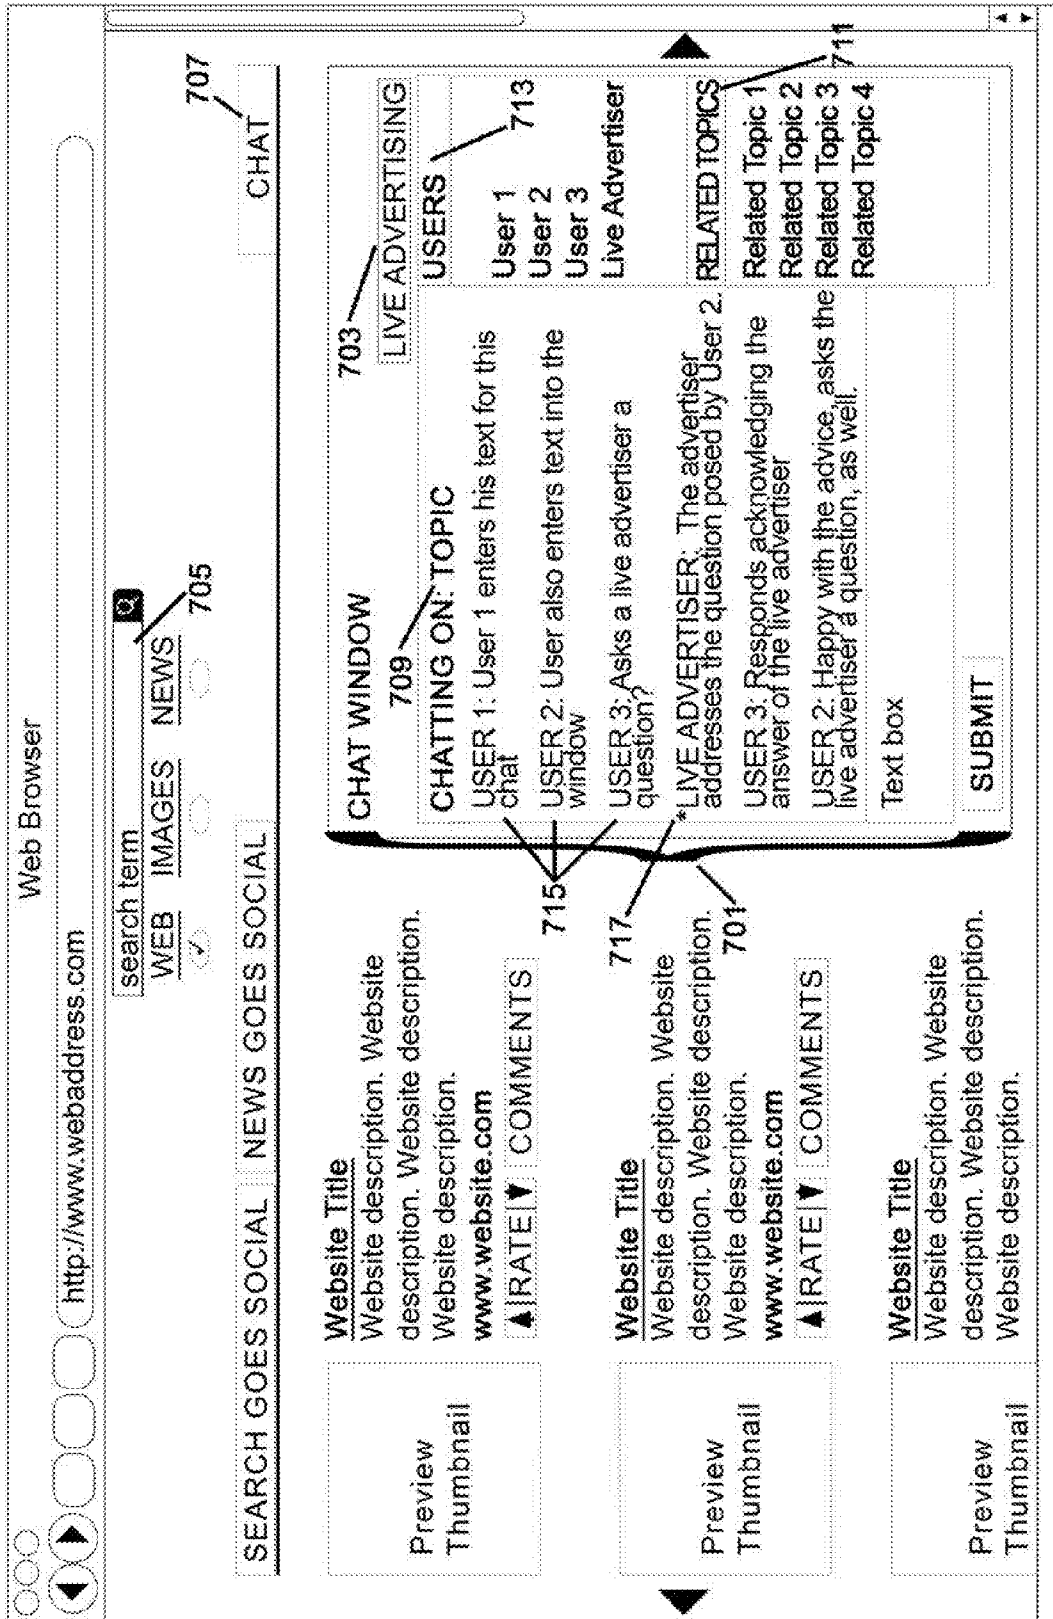 Web Browser
http://www.webaddress.com
search term
WEB IMAGES NEWS
705
SEARCH GOES SOCIAL NEWS GOES SOCIAL CHAT
707
Preview
Thumbnail
Website Title
Website description. Website
description. Website description.
Website description.
www.website.com
RATE COMMENTS
Preview
Thumbnail
Website Title
Website description. Website
description. Website description.
Website description.
www.website.com
RATE COMMENTS
Preview
Thumbnail
Website Title
Website description. Website
description. Website description.
Website description.
715
717
701
CHAT WINDOW
703
LIVE ADVERTISING
709
CHATTING ON: TOPIC
USER 1: User 1 enters his text for this
chat
USER 2: User also enters text into the
window
USER 3: Asks a live advertiser a
question?
*LIVE ADVERTISER: The advertiser
addresses the question posed by User 2.
USER 3: Responds acknowledging the
answer of the live advertiser
USER 2: Happy with the advice, asks the
live advertiser a question, as well.
Text box
SUBMIT
USERS
713
User 1
User 2
User 3
Live Advertiser
RELATED TOPICS
711
Related Topic 1
Related Topic 2
Related Topic 3
Related Topic 4